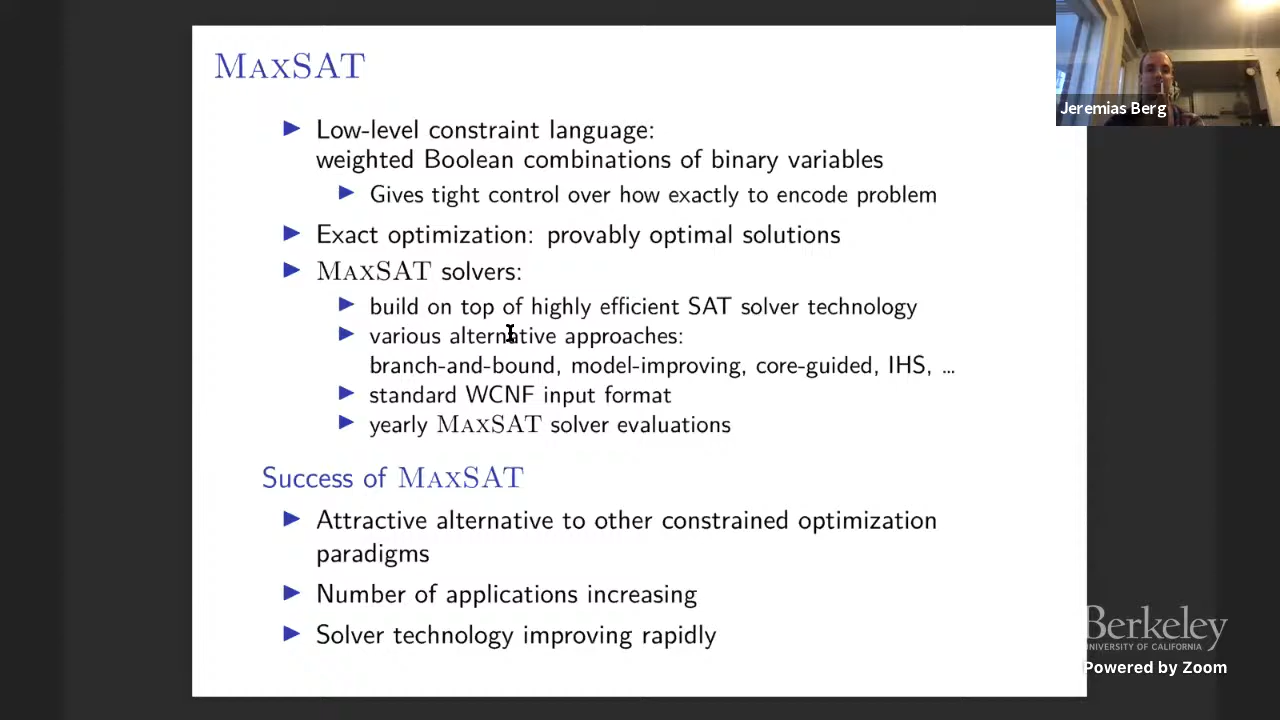 MaxSAT
Low-level constraint language:
weighted Boolean combinations of binary variables
Gives tight control over how exactly to encode problem
Exact optimization: provably optimal solutions
MaxSAT solvers:
build on top of highly efficient SAT solver technology
various alternative approaches:
branch-and-bound, model-improving, core-guided, IHS, ...
standard WCNF input format
yearly MaxSAT solver evaluations
Success of MaxSAT
Attractive alternative to other constrained optimization
paradigms
Number of applications increasing
Solver technology improving rapidly
Jeremias Berg
Berkeley
UNIVERSITY OF CALIFORNIA
Powered by Zoom